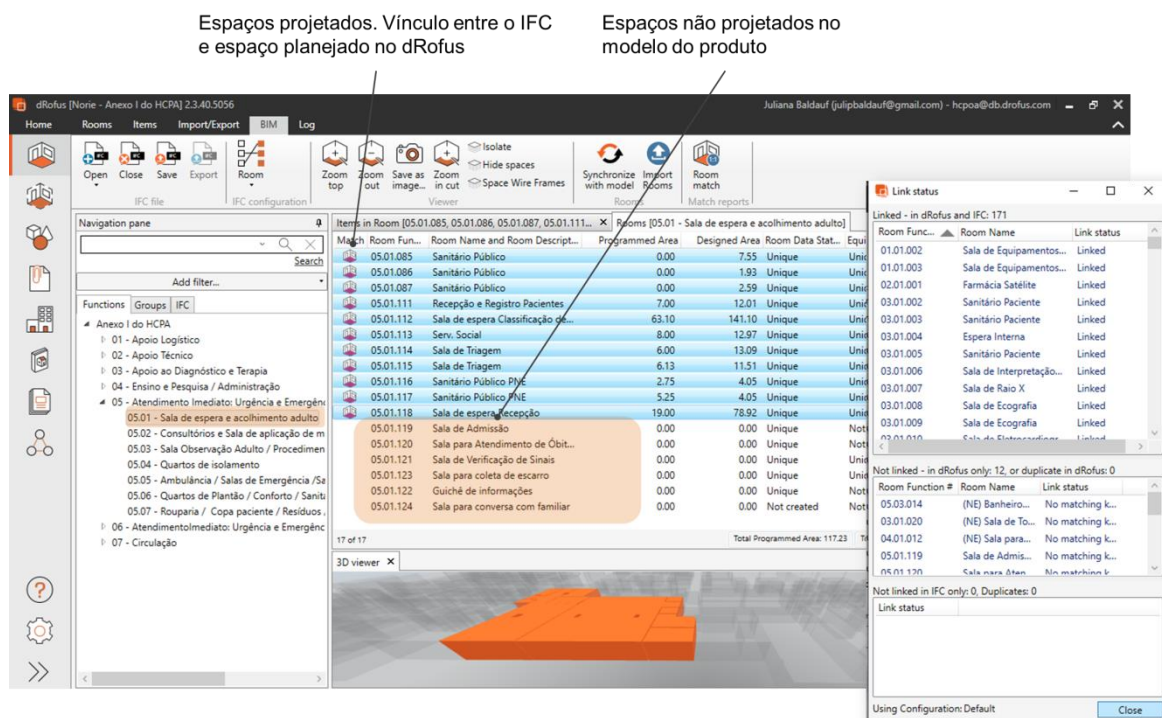 Espaços projetados. Vínculo entre o IFC
e espaço planejado no dRofus
Espaços não projetados no
modelo do produto
dRofus [Norie - Anexo I do HCPA] 2.3.40.5056
Juliana Baldauf (julipbaldauf@gmail.com) - hcpoa@db.drofus.com
Home Rooms Items Import/Export BIM Log
Open Close Save Export
Room
Zoom top
Zoom out
Save as image...
Zoom in cut
Isolate
Hide spaces
Space Wire Frames
Synchronize with model
Import Rooms
Room match
IFC file IFC configuration Viewer Rooms Match reports
Navigation pane
Search
Add filter...
Functions Groups IFC
Anexo I do HCPA
01 - Apoio Logístico
02 - Apoio Técnico
03 - Apoio ao Diagnóstico e Terapia
04 - Ensino e Pesquisa / Administração
05 - Atendimento Imediato: Urgência e Emergênc
05.01 - Sala de espera e acolhimento adulto
05.02 - Consultórios e Sala de aplicação de m
05.03 - Sala Observação Adulto / Procedimen
05.04 - Quartos de isolamento
05.05 - Ambulância / Salas de Emergência /Sa
05.06 - Quartos de Plantão / Conforto / Sanita
05.07 - Rouparia / Copa paciente / Resíduos ,
06 - AtendimentoImediato: Urgência e Emergênc
07 - Circulação
Items in Room [05.01.085, 05.01.086, 05.01.087, 05.01.111... Rooms [05.01 - Sala de espera e acolhimento adulto]
Match Room Fun... Room Name and Room Descript... Programmed Area Designed Area Room Data Stat... Equi
05.01.085 Sanitário Público 0.00 7.55 Unique
05.01.086 Sanitário Público 0.00 1.93 Unique
05.01.087 Sanitário Público 0.00 2.59 Unique
05.01.111 Recepção e Registro Pacientes 7.00 12.01 Unique
05.01.112 Sala de espera Classificação de... 63.10 141.10 Unique
05.01.113 Serv. Social 8.00 12.97 Unique
05.01.114 Sala de Triagem 6.00 13.09 Unique
05.01.115 Sala de Triagem 6.13 11.51 Unique
05.01.116 Sanitário Público PNE 2.75 4.05 Unique
05.01.117 Sanitário Público PNE 5.25 4.05 Unique
05.01.118 Sala de espera Recepção 19.00 78.92 Unique
05.01.119 Sala de Admissão 0.00 0.00 Unique
05.01.120 Sala para Atendimento de Óbit... 0.00 0.00 Unique
05.01.121 Sala de Verificação de Sinais 0.00 0.00 Unique
05.01.123 Sala para coleta de escarro 0.00 0.00 Unique
05.01.122 Guichê de informações 0.00 0.00 Unique
05.01.124 Sala para conversa com familiar 0.00 0.00 Not created
17 of 17 Total Programmed Area: 117.23
3D viewer
Link status
Linked - in dRofus and IFC: 171
Room Func... Room Name Link status
01.01.002 Sala de Equipamentos... Linked
01.01.003 Sala de Equipamentos... Linked
02.01.001 Farmácia Satélite Linked
03.01.002 Sanitário Paciente Linked
03.01.003 Sanitário Paciente Linked
03.01.004 Espera Interna Linked
03.01.005 Sanitário Paciente Linked
03.01.006 Sala de Interpretação... Linked
03.01.007 Sala de Raio X Linked
03.01.008 Sala de Ecografia Linked
03.01.009 Sala de Ecografia Linked
Not linked - in dRofus only: 12, or duplicate in dRofus: 0
Room Function # Room Name Link status
05.03.014 (NE) Banheiro... No matching k...
03.01.020 (NE) Sala de To... No matching k...
04.01.012 (NE) Sala para... No matching k...
05.01.119 Sala de Admis... No matching k...
05.01.120
Not linked in IFC only: 0, Duplicates: 0
Link status
Using Configuration: Default
Close